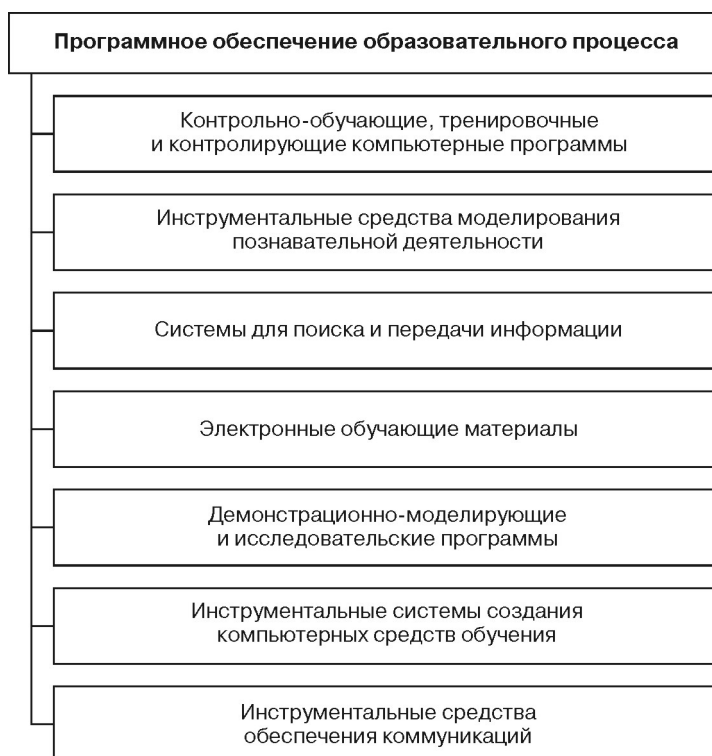 Программное обеспечение образовательного процесса
Контрольно-обучающие, тренировочные
и контролирующие компьютерные программы
Инструментальные средства моделирования
познавательной деятельности
Системы для поиска и передачи информации
Электронные обучающие материалы
Демонстрационно-моделирующие
и исследовательские программы
Инструментальные системы создания
компьютерных средств обучения
Инструментальные средства
обеспечения коммуникаций